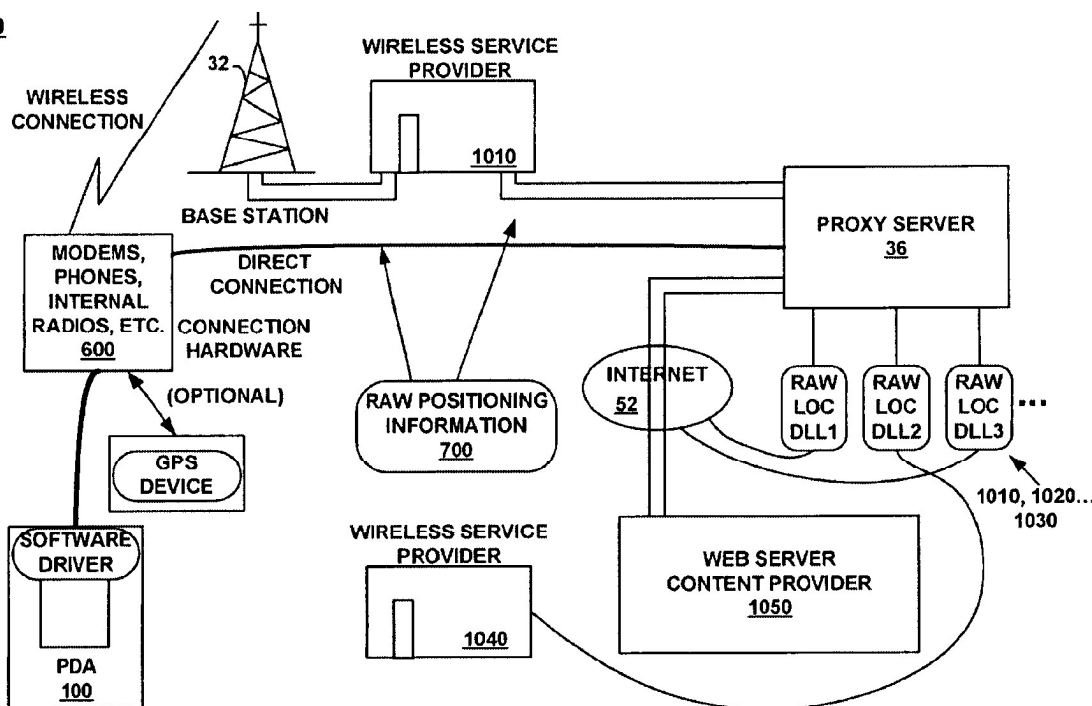 32
WIRELESS SERVICE
PROVIDER
1010
WIRELESS
CONNECTION
BASE STATION
PROXY SERVER
36
MODEMS,
PHONES,
INTERNAL
RADIOS, ETC.
600
DIRECT
CONNECTION
CONNECTION
HARDWARE
(OPTIONAL)
GPS
DEVICE
RAW POSITIONING
INFORMATION
700
INTERNET
52
RAW
LOC
DLL1
RAW
LOC
DLL2
RAW
LOC
DLL3
...
1010, 1020...
1030
SOFTWARE
DRIVER
PDA
100
WIRELESS SERVICE
PROVIDER
1040
WEB SERVER
CONTENT PROVIDER
1050